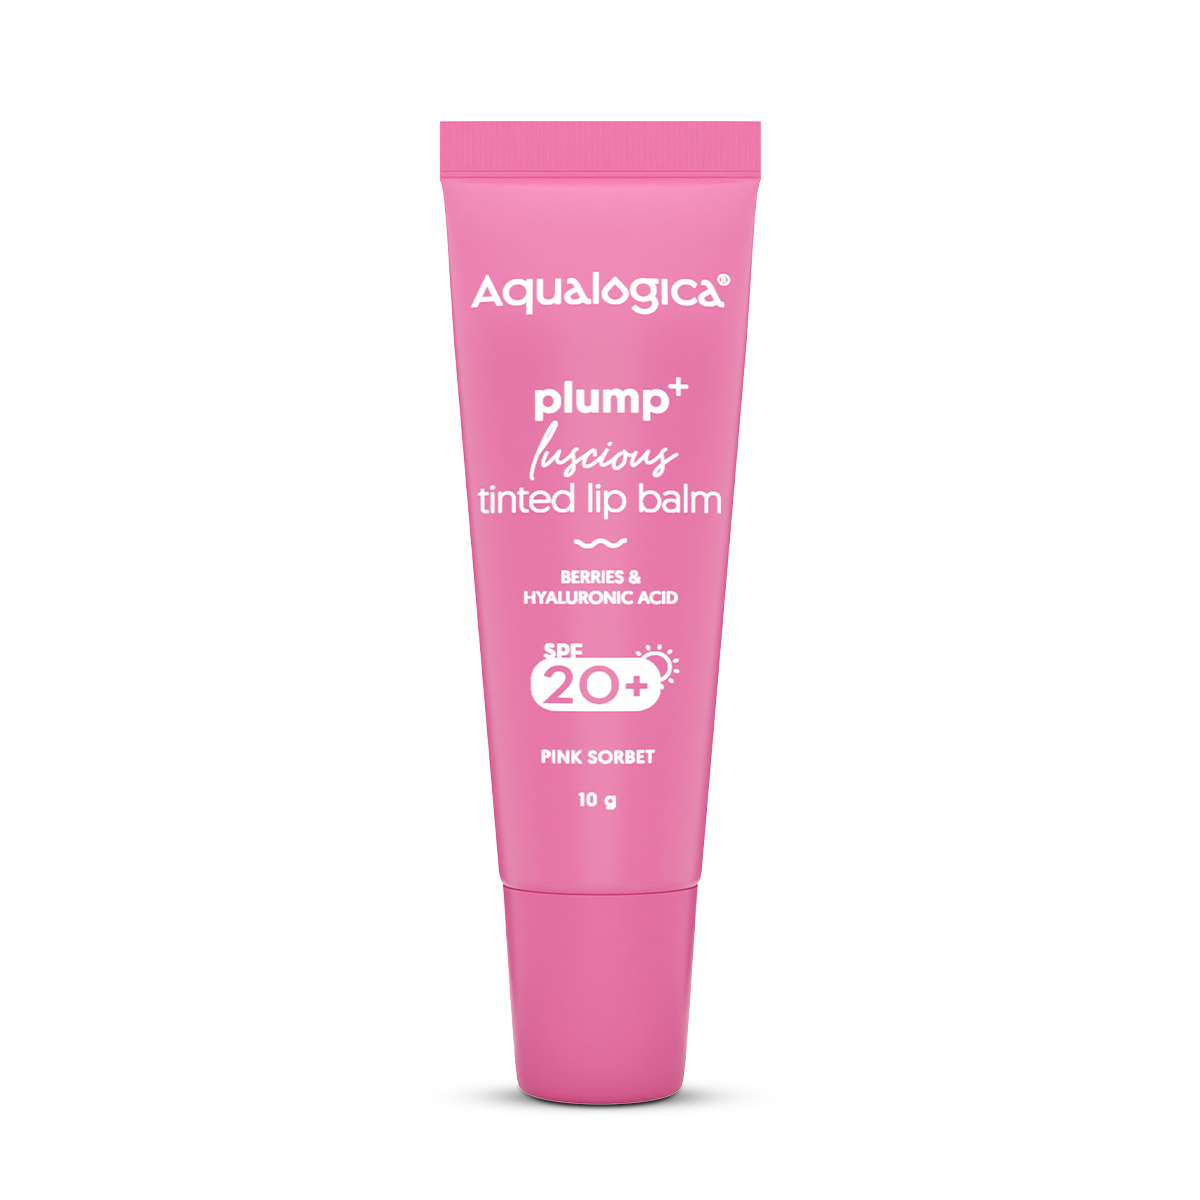 Aqualogica®
plump+
luscious
tinted lip balm
BERRIES &
HYALURONIC ACID
SPF
20+
PINK SORBET
10 g